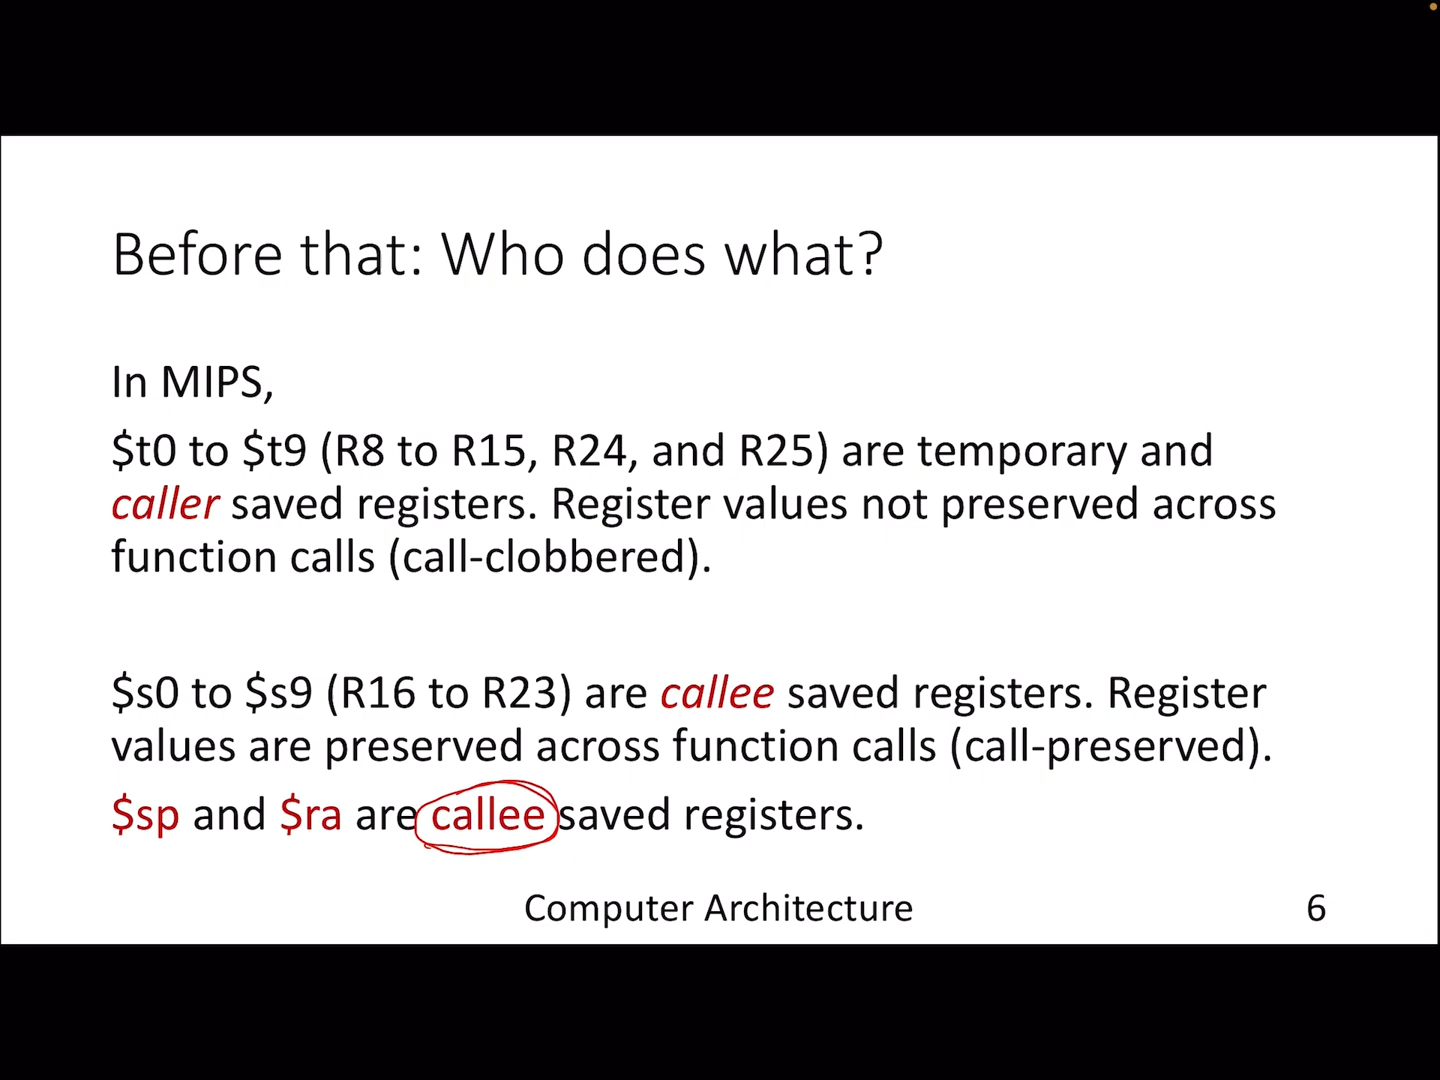 Before that: Who does what?
In MIPS,
$t0 to $t9 (R8 to R15, R24, and R25) are temporary and
caller saved registers. Register values not preserved across
function calls (call-clobbered).
$s0 to $s9 (R16 to R23) are callee saved registers. Register
values are preserved across function calls (call-preserved).
$sp and $ra are callee saved registers.
Computer Architecture
6